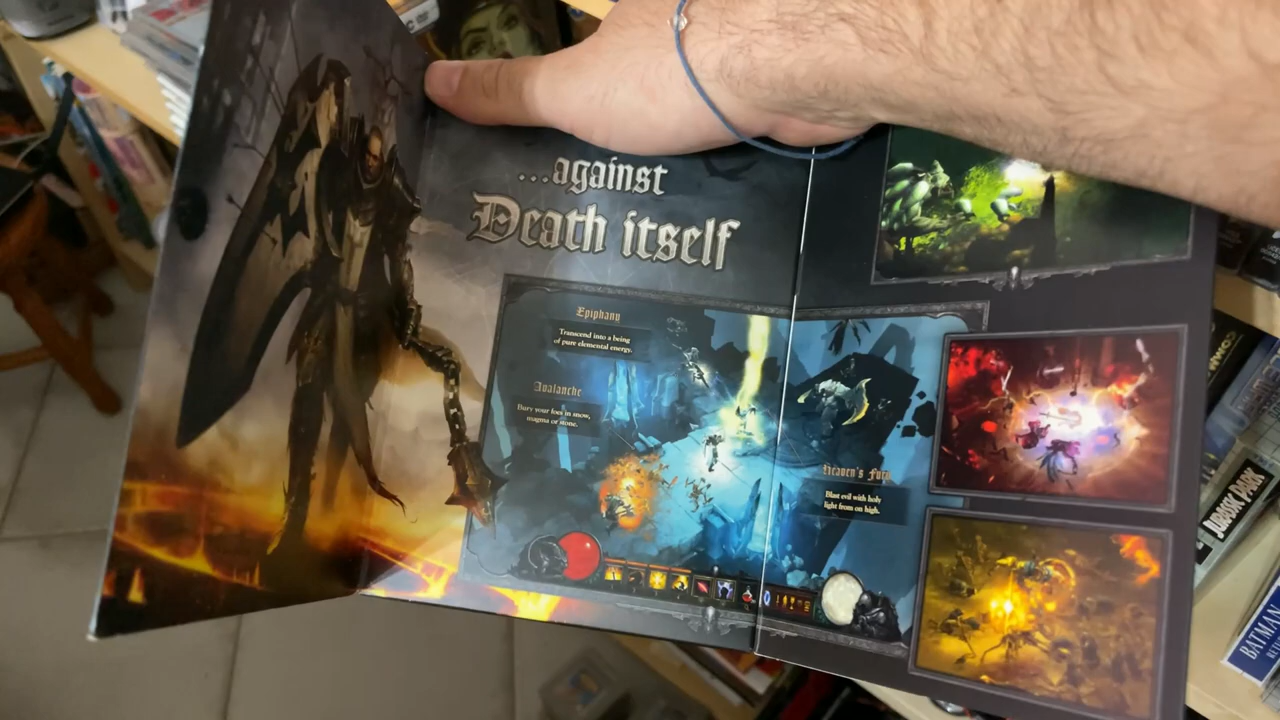 ...against
Death itself
Epiphany
Transcend into a being
of pure elemental energy.
Avalanche
Bury your foes in snow,
magma or stone.
Heaven's Fury
Blast evil with holy
light from on high.
JURASSIC PARK
BATMAN